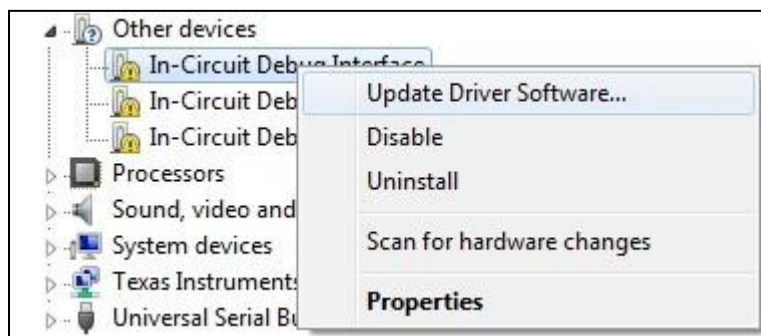 Other devices
In-Circuit Debug Interface
In-Circuit Deb
In-Circuit Deb
Processors
Sound, video and
System devices
Texas Instruments
Universal Serial Bu
Update Driver Software...
Disable
Uninstall
Scan for hardware changes
Properties